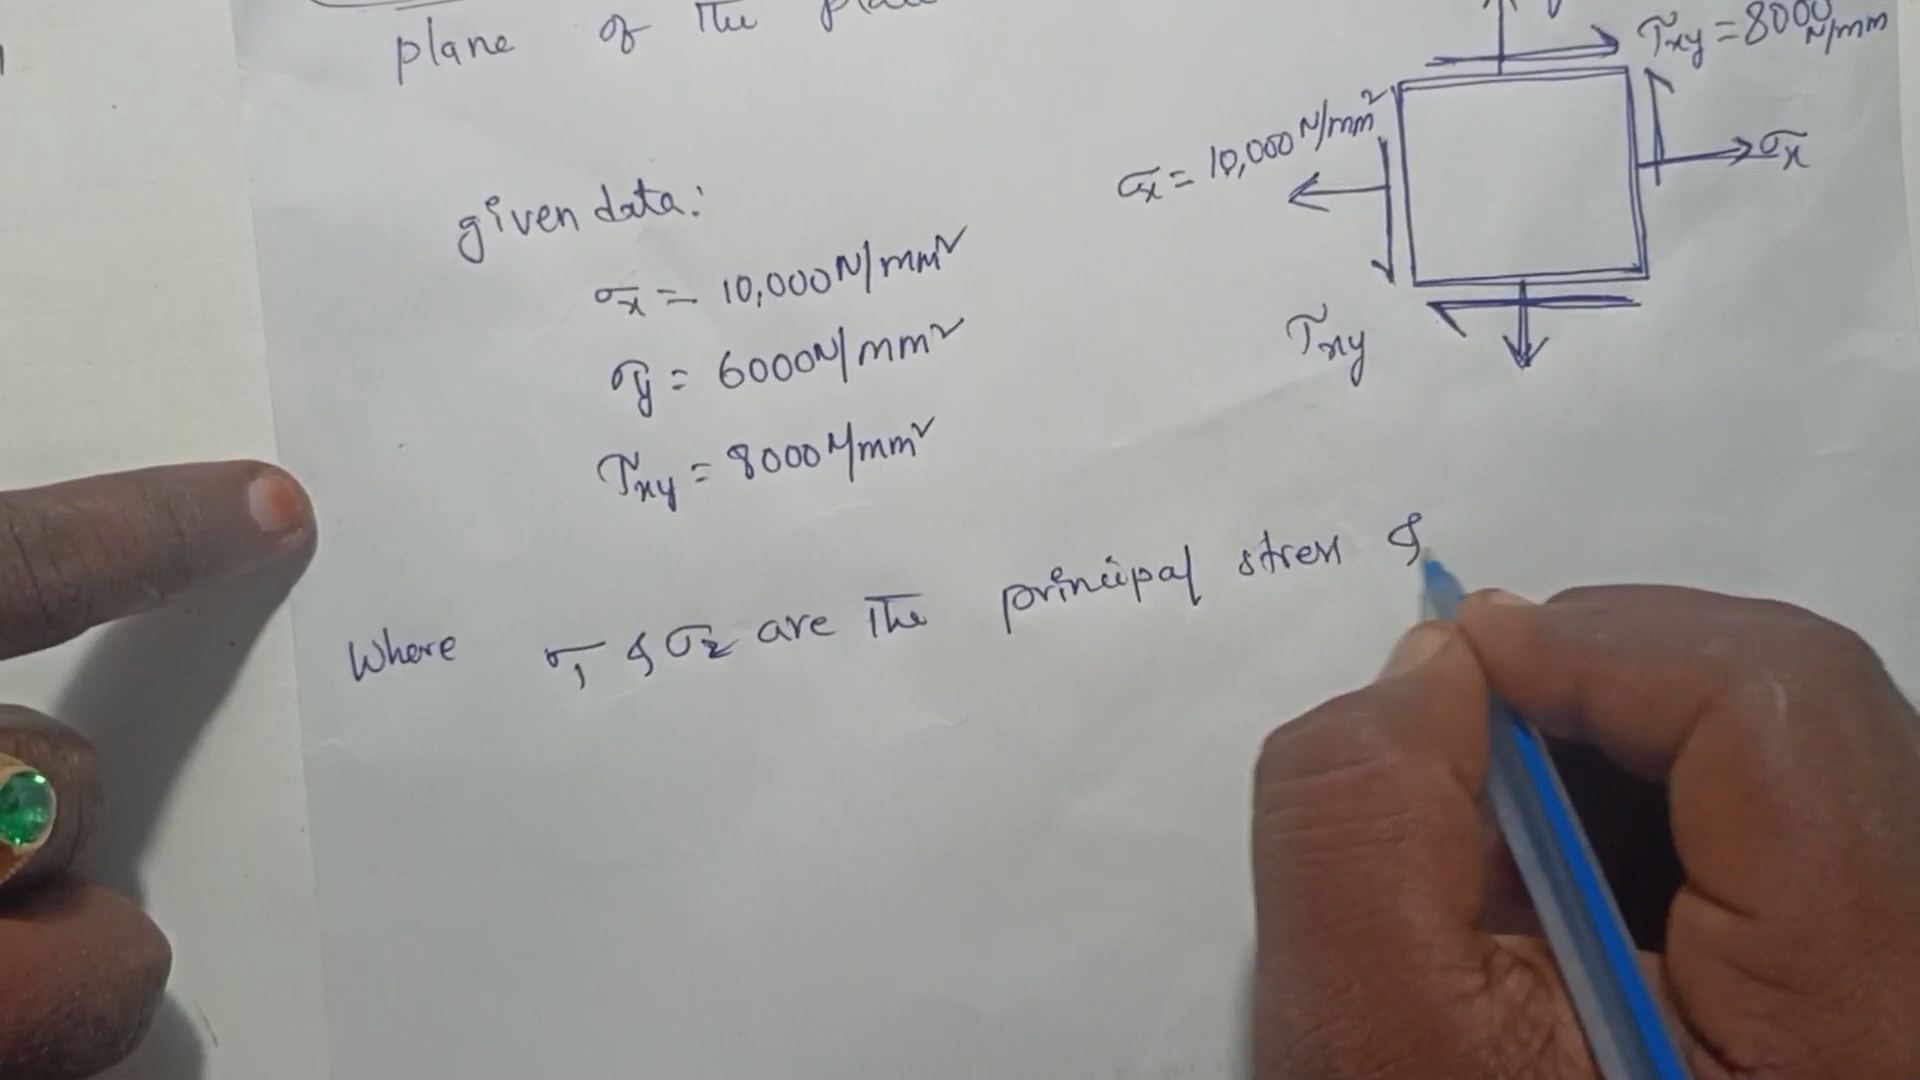 plane of the
τxy = 8000 N/mm
σx = 10,000 N/mm²
σx
given data:
σx = 10,000 N/mm²
σy = 6000 N/mm²
τxy = 8000 N/mm²
τxy
Where σ1 & σ2 are the principal stress &